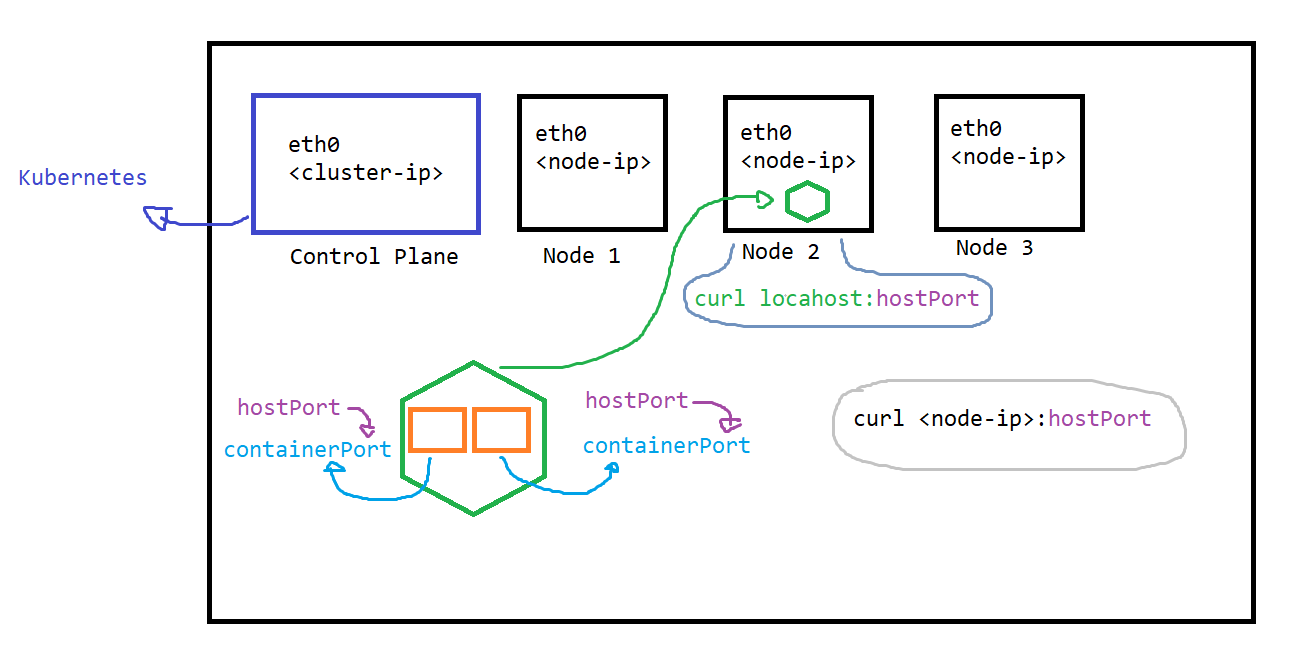 eth0
<cluster-ip>
eth0
<node-ip>
eth0
<node-ip>
eth0
<node-ip>
Kubernetes
Control Plane
Node 1
Node 2
Node 3
curl locahost:hostPort
hostPort
containerPort
hostPort
containerPort
curl <node-ip>:hostPort